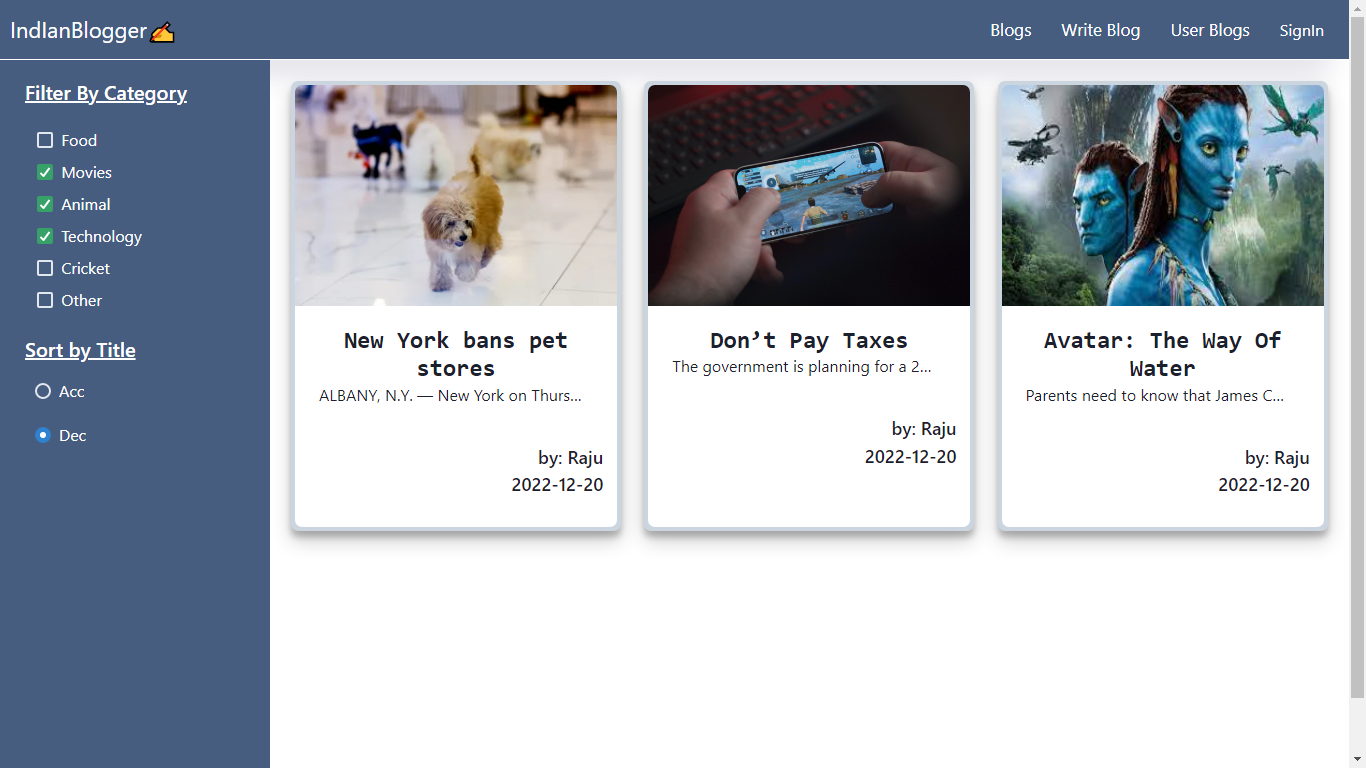 IndIanBlogger✍
Blogs
Write Blog
User Blogs
SignIn
Filter By Category
Food
Movies
Animal
Technology
Cricket
Other
Sort by Title
Acc
Dec
New York bans pet
stores
ALBANY, N.Y. — New York on Thurs...
by: Raju
2022-12-20
Don’t Pay Taxes
The government is planning for a 2...
by: Raju
2022-12-20
Avatar: The Way Of
Water
Parents need to know that James C...
by: Raju
2022-12-20